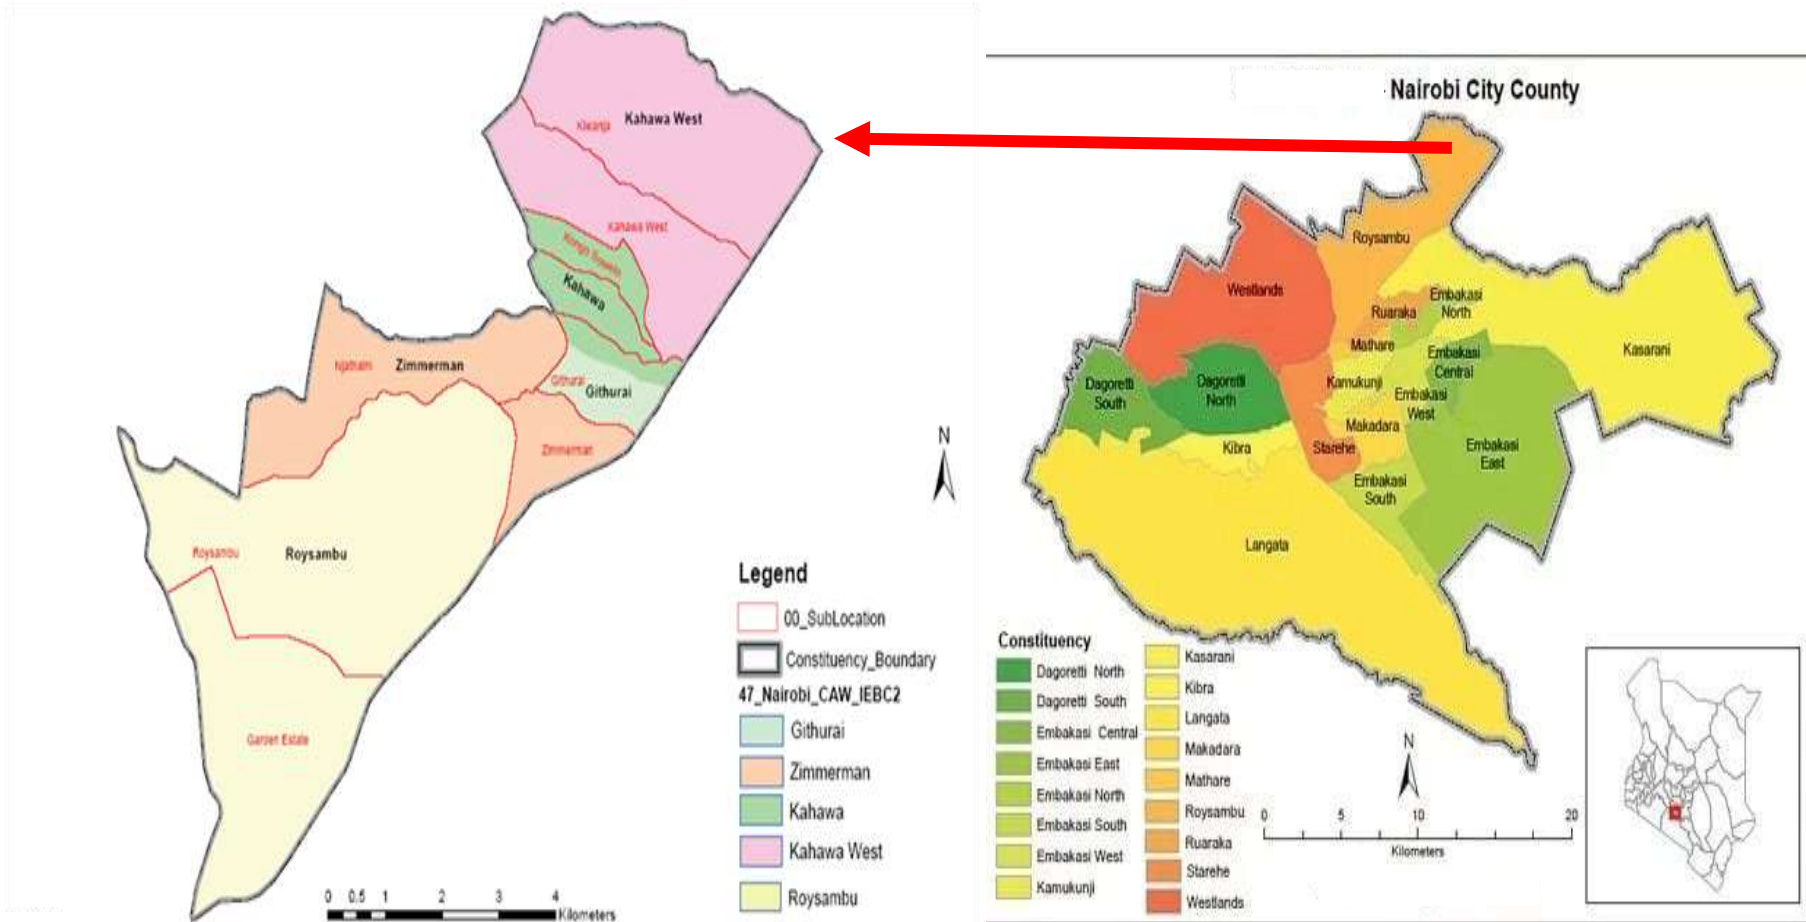 Kiwanja
Kahawa West
Kahawa West
Kongo Soweto
Kahawa
Njathaini
Zimmerman
Githurai
Githurai
Zimmerman
Roysambu
Roysambu
Garden Estate
N
Legend
00_SubLocation
Constituency_Boundary
47_Nairobi_CAW_IEBC2
Githurai
Zimmerman
Kahawa
Kahawa West
Roysambu
0 0.5 1 2 3 4
Kilometers
Nairobi City County
Roysambu
Westlands
Ruaraka
Embakasi
North
Mathare
Kasarani
Embakasi
Central
Dagoretti
South
Dagoretti
North
Kamukunji
Embakasi
West
Makadara
Kibra
Starehe
Embakasi
East
Embakasi
South
Langata
Constituency
Dagoretti North
Dagoretti South
Embakasi Central
Embakasi East
Embakasi North
Embakasi South
Embakasi West
Kamukunji
Kasarani
Kibra
Langata
Makadara
Mathare
Roysambu
Ruaraka
Starehe
Westlands
N
0 5 10 20
Kilometers